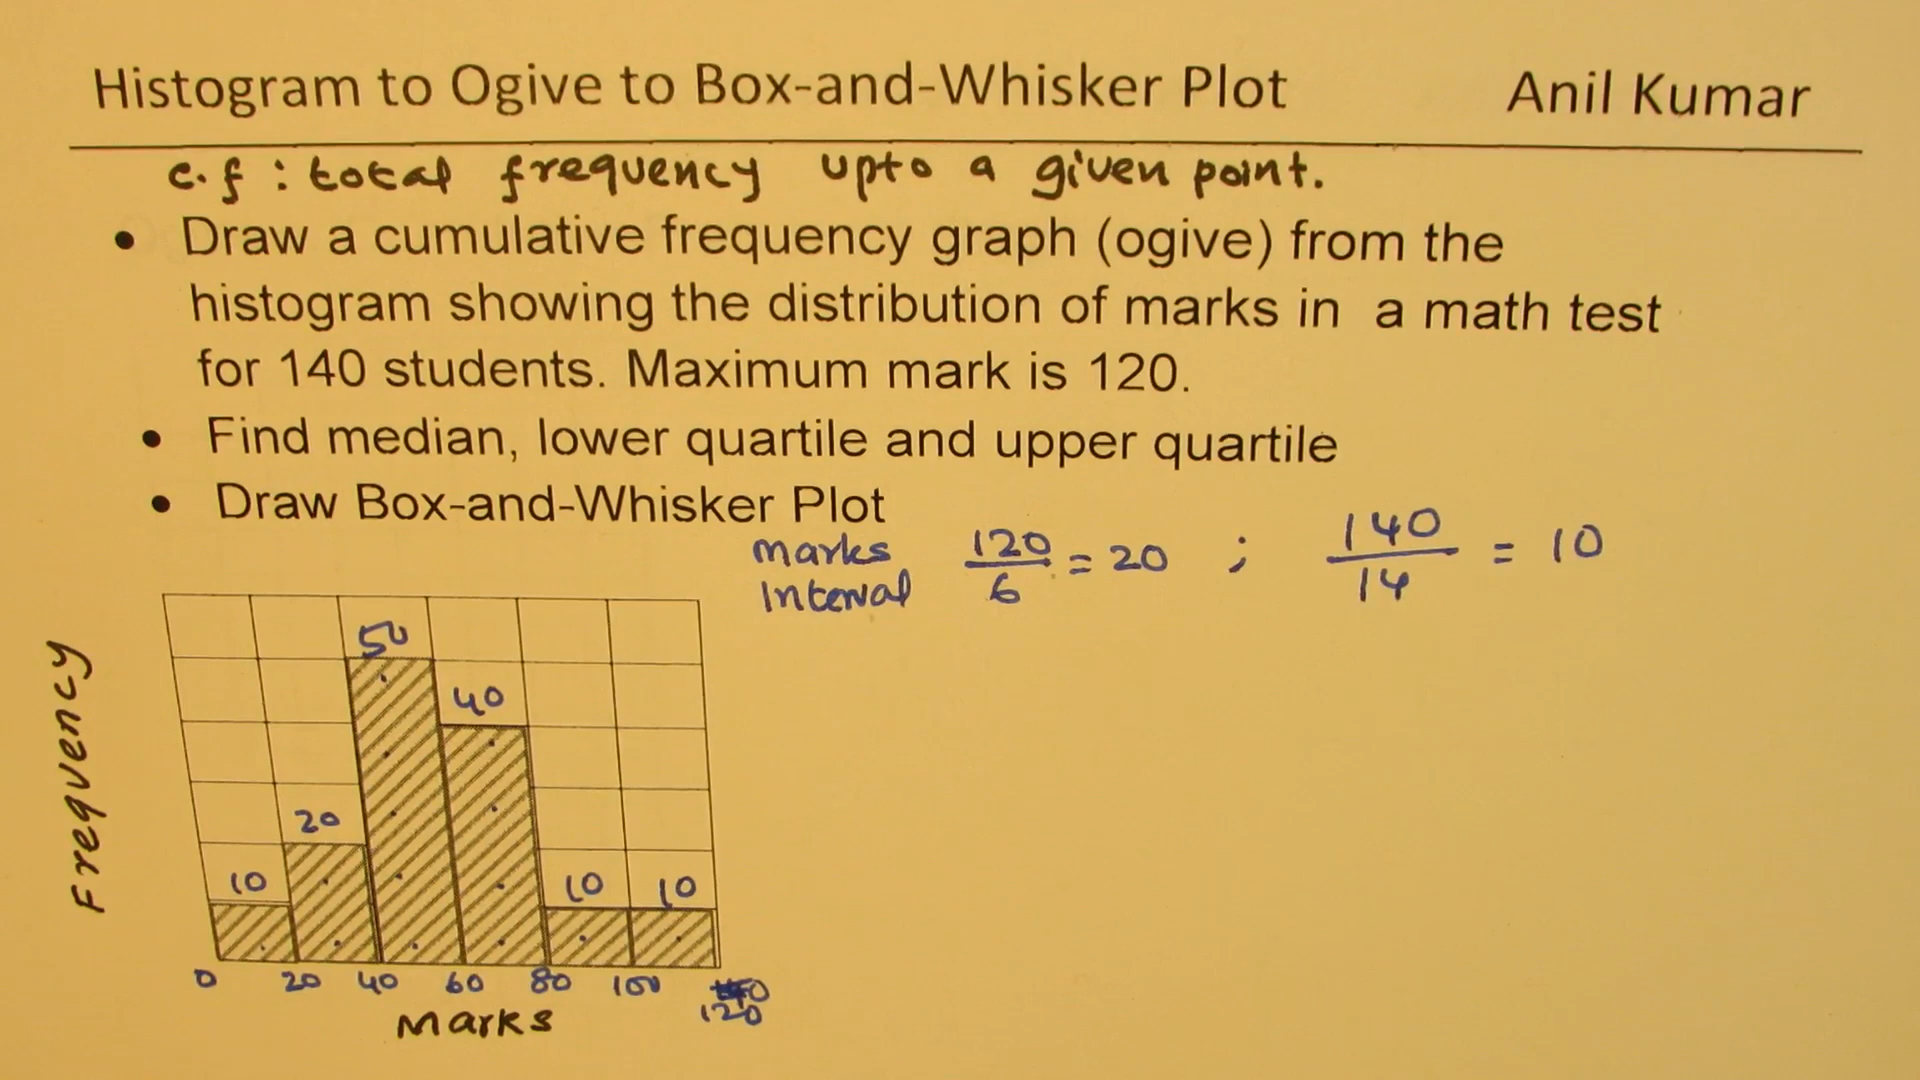 Histogram to Ogive to Box-and-Whisker Plot Anil Kumar
c.f : total frequency upto a given point.
• Draw a cumulative frequency graph (ogive) from the
histogram showing the distribution of marks in a math test
for 140 students. Maximum mark is 120.
• Find median, lower quartile and upper quartile
• Draw Box-and-Whisker Plot
marks
Interval
120/6 = 20 ; 140/14 = 10
Frequency
50
40
20
10 10 10
0 20 40 60 80 100
120
Marks